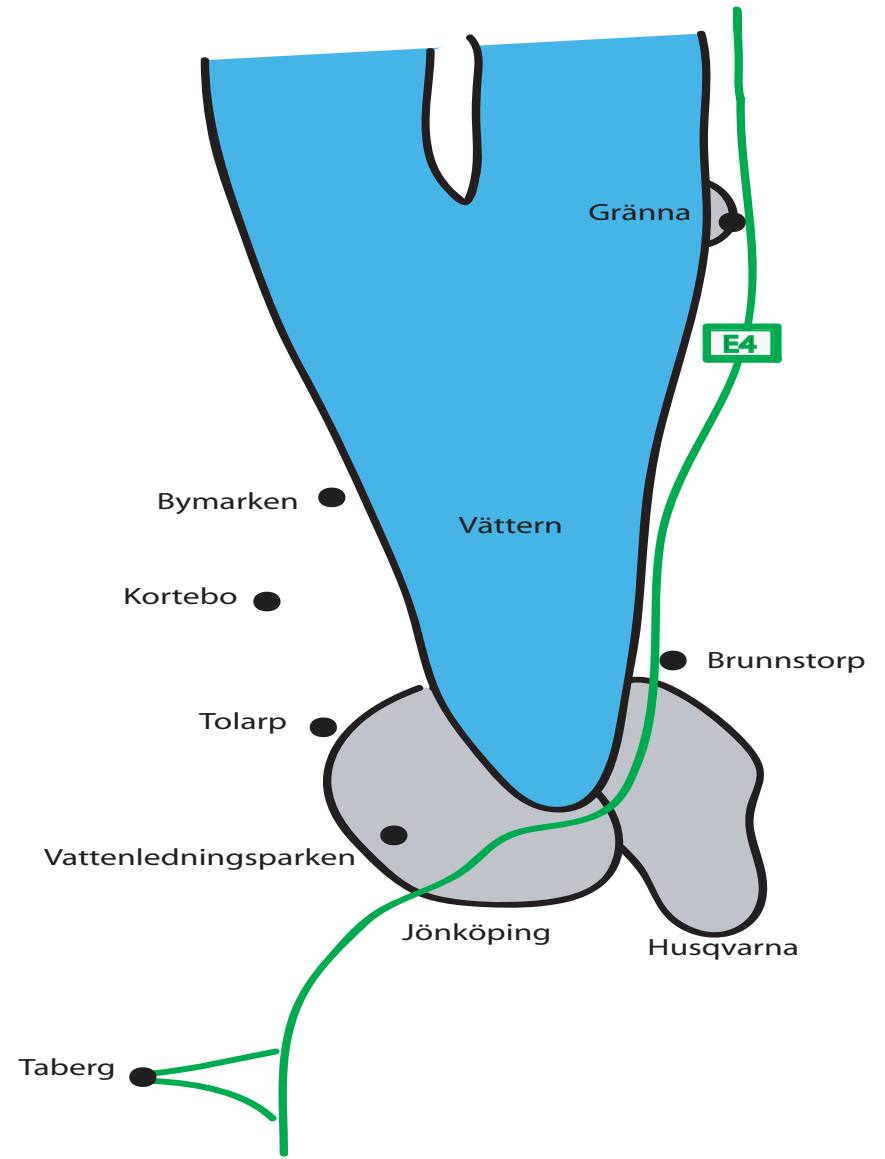 Gränna
E4
Bymarken
Vättern
Kortebo
Brunnstorp
Tolarp
Vattenledningsparken
Jönköping
Husqvarna
Taberg